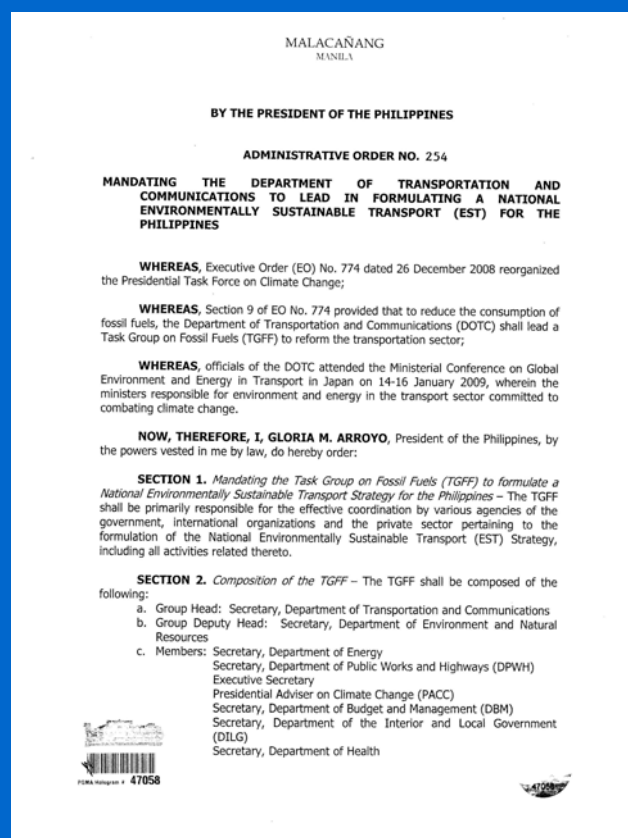 MALACAÑANG
MANILA
BY THE PRESIDENT OF THE PHILIPPINES
ADMINISTRATIVE ORDER NO. 254
MANDATING THE DEPARTMENT OF TRANSPORTATION AND
COMMUNICATIONS TO LEAD IN FORMULATING A NATIONAL
ENVIRONMENTALLY SUSTAINABLE TRANSPORT (EST) FOR THE
PHILIPPINES
WHEREAS, Executive Order (EO) No. 774 dated 26 December 2008 reorganized
the Presidential Task Force on Climate Change;
WHEREAS, Section 9 of EO No. 774 provided that to reduce the consumption of
fossil fuels, the Department of Transportation and Communications (DOTC) shall lead a
Task Group on Fossil Fuels (TGFF) to reform the transportation sector;
WHEREAS, officials of the DOTC attended the Ministerial Conference on Global
Environment and Energy in Transport in Japan on 14-16 January 2009, wherein the
ministers responsible for environment and energy in the transport sector committed to
combating climate change.
NOW, THEREFORE, I, GLORIA M. ARROYO, President of the Philippines, by
the powers vested in me by law, do hereby order:
SECTION 1. Mandating the Task Group on Fossil Fuels (TGFF) to formulate a
National Environmentally Sustainable Transport Strategy for the Philippines – The TGFF
shall be primarily responsible for the effective coordination by various agencies of the
government, international organizations and the private sector pertaining to the
formulation of the National Environmentally Sustainable Transport (EST) Strategy,
including all activities related thereto.
SECTION 2. Composition of the TGFF – The TGFF shall be composed of the
following:
a. Group Head: Secretary, Department of Transportation and Communications
b. Group Deputy Head: Secretary, Department of Environment and Natural
Resources
c. Members: Secretary, Department of Energy
Secretary, Department of Public Works and Highways (DPWH)
Executive Secretary
Presidential Adviser on Climate Change (PACC)
Secretary, Department of Budget and Management (DBM)
Secretary, Department of the Interior and Local Government
(DILG)
Secretary, Department of Health
PGMA Hologram # 47058
47058